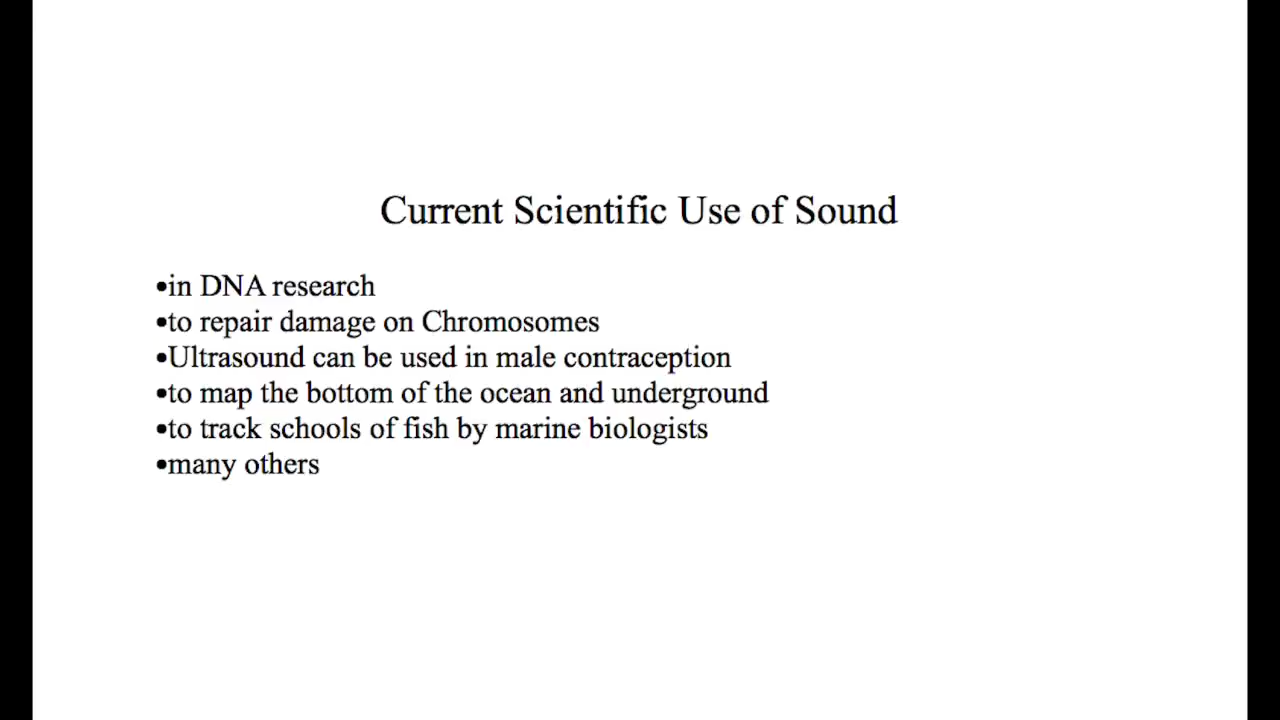 Current Scientific Use of Sound
•in DNA research
•to repair damage on Chromosomes
•Ultrasound can be used in male contraception
•to map the bottom of the ocean and underground
•to track schools of fish by marine biologists
•many others